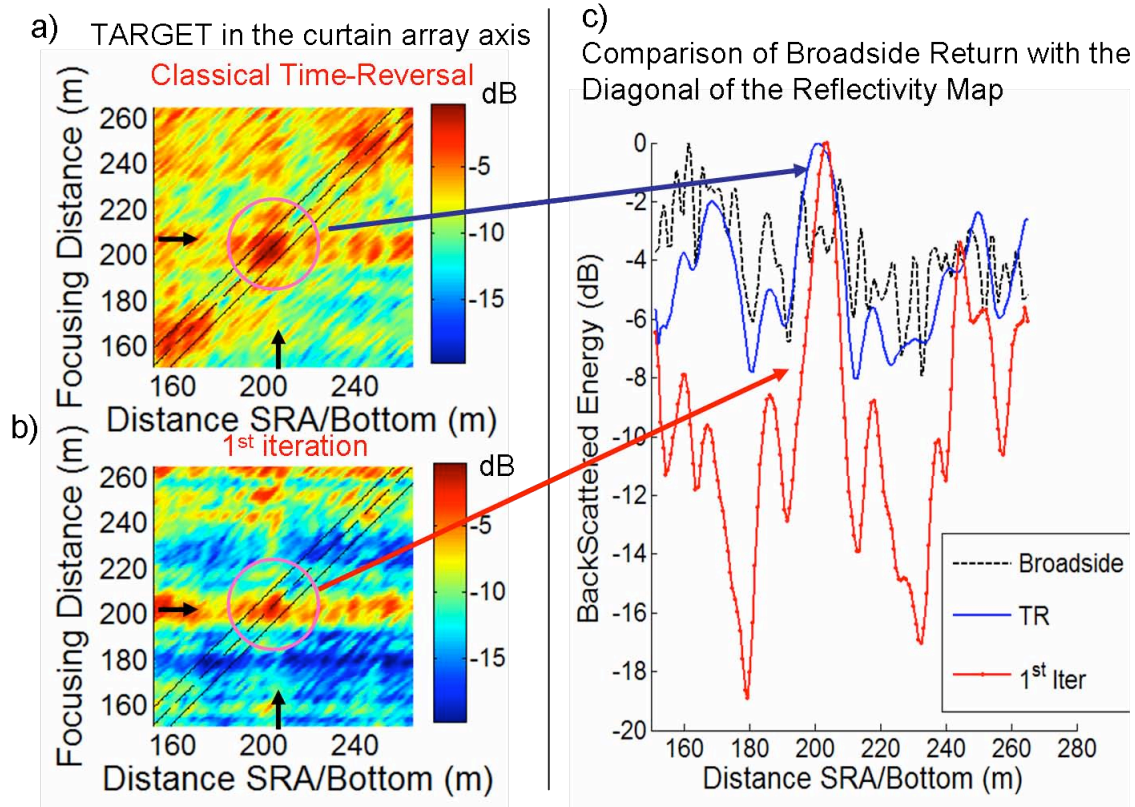 a)
TARGET in the curtain array axis
Classical Time-Reversal
dB
Focusing Distance (m)
260
240
220
200
180
160
-5
-10
-15
160
200
240
Distance SRA/Bottom (m)
b)
1st iteration
dB
Focusing Distance (m)
260
240
220
200
180
160
-5
-10
-15
160
200
240
Distance SRA/Bottom (m)
c)
Comparison of Broadside Return with the
Diagonal of the Reflectivity Map
BackScattered Energy (dB)
0
-2
-4
-6
-8
-10
-12
-14
-16
-18
-20
160
180
200
220
240
260
280
Distance SRA/Bottom (m)
Broadside
TR
1st Iter